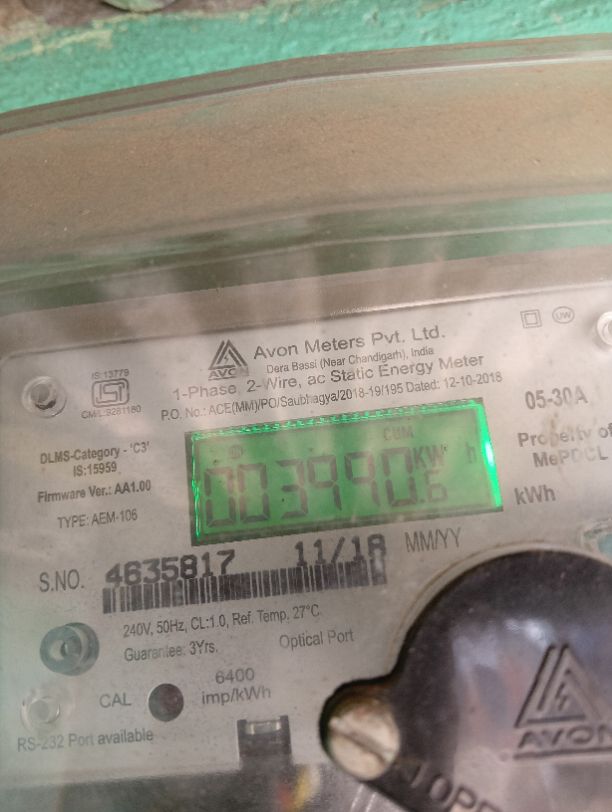 Avon Meters Pvt. Ltd.
Dera Bassi (Near Chandigarh), India
1-Phase, 2-Wire, ac Static Energy Meter
P.O. No.: ACE(MM)/PO/Saubhagya/2018-19/195 Dated: 12-10-2018
AVON
UW
IS:13779
CM/L:9281180
05-30A
Property of
MePDCL
DLMS-Category - 'C3'
IS:15959
Firmware Ver.: AA1.00
TYPE: AEM-106
CUM
003990.6 KW h
kWh
S.NO. 4635817 11/18 MM/YY
240V, 50Hz, CL:1.0, Ref. Temp. 27°C
Guarantee: 3Yrs. Optical Port
CAL 6400
imp/kWh
RS-232 Port available
AVON